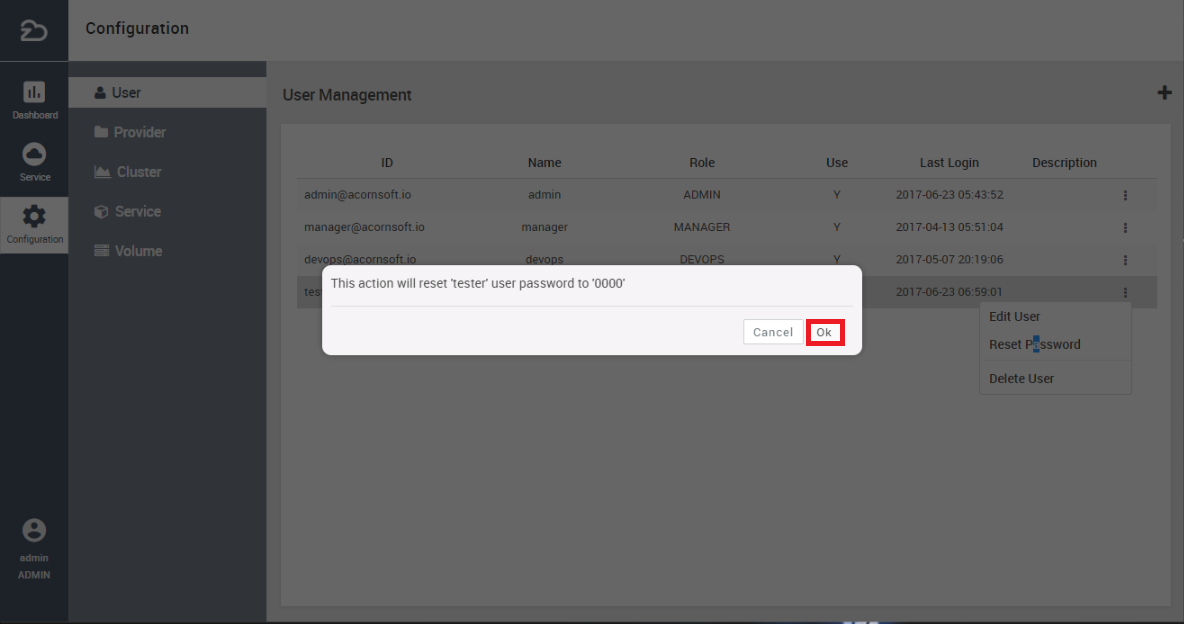 Configuration
Dashboard
Service
Configuration
admin
ADMIN
User
Provider
Cluster
Service
Volume
User Management
ID Name Role Use Last Login Description
admin@acornsoft.io admin ADMIN Y 2017-06-23 05:43:52
manager@acornsoft.io manager MANAGER Y 2017-04-13 05:51:04
devops@acornsoft.io devops DEVOPS Y 2017-05-07 20:19:06
2017-06-23 06:59:01
This action will reset 'tester' user password to '0000'
Cancel Ok
Edit User
Reset Password
Delete User